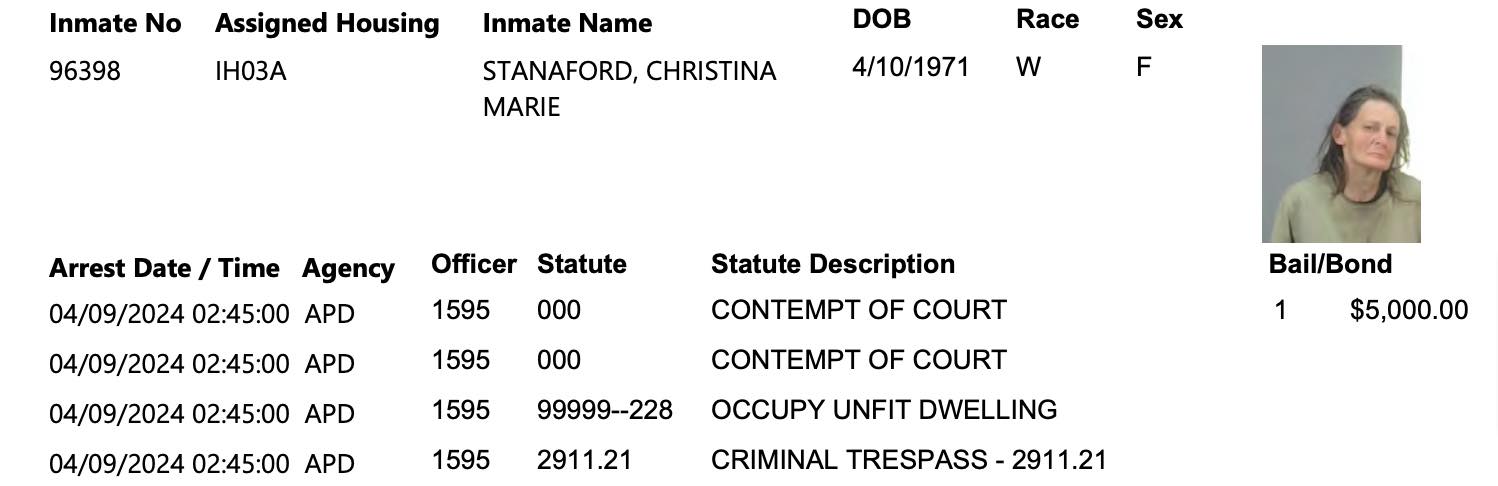 Inmate No Assigned Housing Inmate Name DOB Race Sex
96398 IH03A STANAFORD, CHRISTINA 4/10/1971 W F
MARIE
Arrest Date / Time Agency Officer Statute Statute Description Bail/Bond
04/09/2024 02:45:00 APD 1595 000 CONTEMPT OF COURT 1 $5,000.00
04/09/2024 02:45:00 APD 1595 000 CONTEMPT OF COURT
04/09/2024 02:45:00 APD 1595 99999--228 OCCUPY UNFIT DWELLING
04/09/2024 02:45:00 APD 1595 2911.21 CRIMINAL TRESPASS - 2911.21